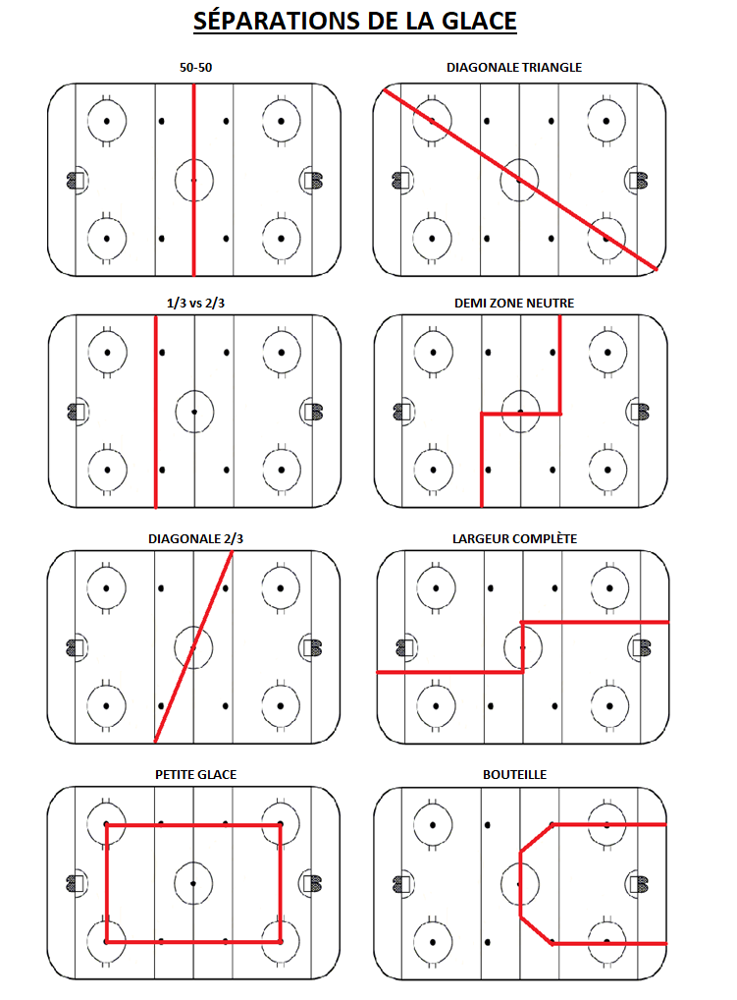 SÉPARATIONS DE LA GLACE
50-50
DIAGONALE TRIANGLE
1/3 vs 2/3
DEMI ZONE NEUTRE
DIAGONALE 2/3
LARGEUR COMPLÈTE
PETITE GLACE
BOUTEILLE